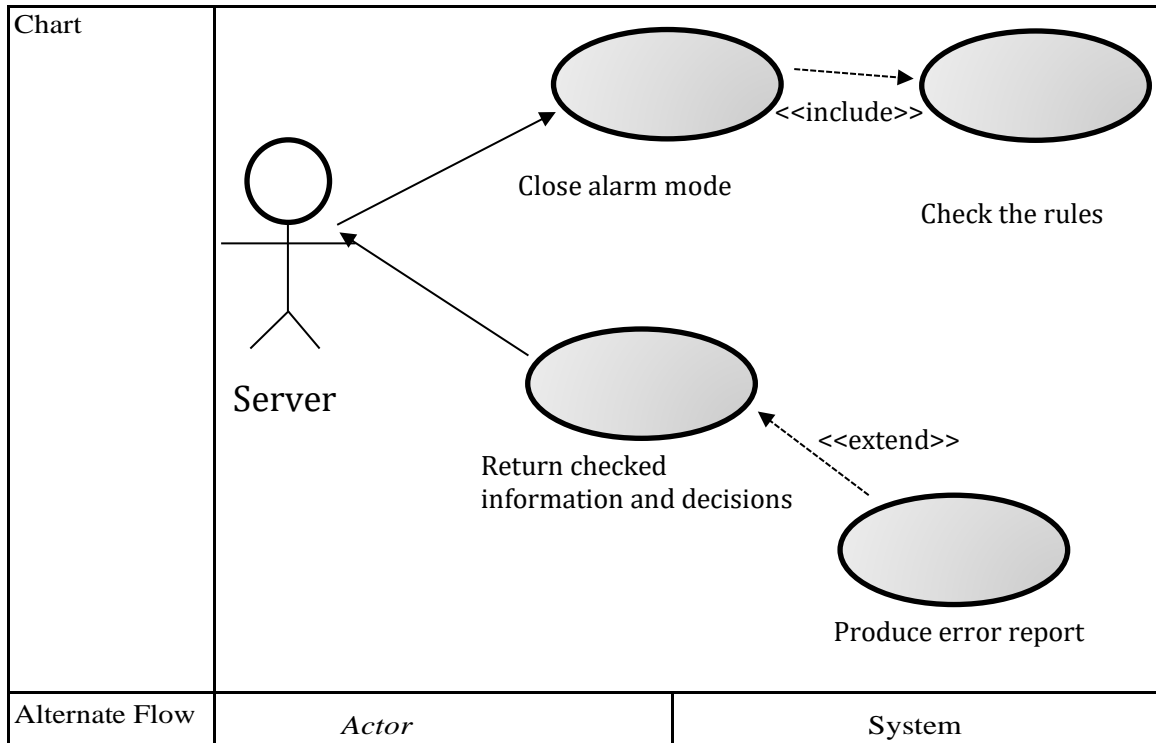 Chart
<<include>>
Close alarm mode
Check the rules
Server
<<extend>>
Return checked
information and decisions
Produce error report
Alternate Flow
Actor
System